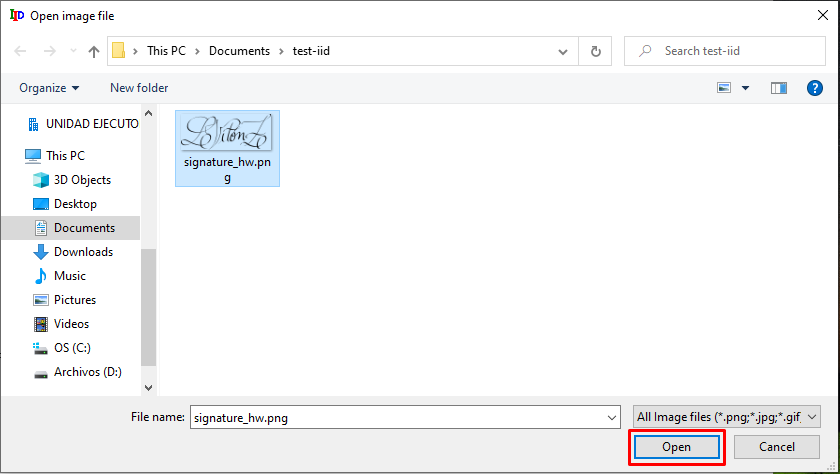 Open image file
This PC > Documents > test-iid
Search test-iid
Organize
New folder
UNIDAD EJECUTO
This PC
3D Objects
Desktop
Documents
Downloads
Music
Pictures
Videos
OS (C:)
Archivos (D:)
signature_hw.pn
g
File name:
signature_hw.png
All Image files (*.png;*.jpg;*.gif,
Open
Cancel